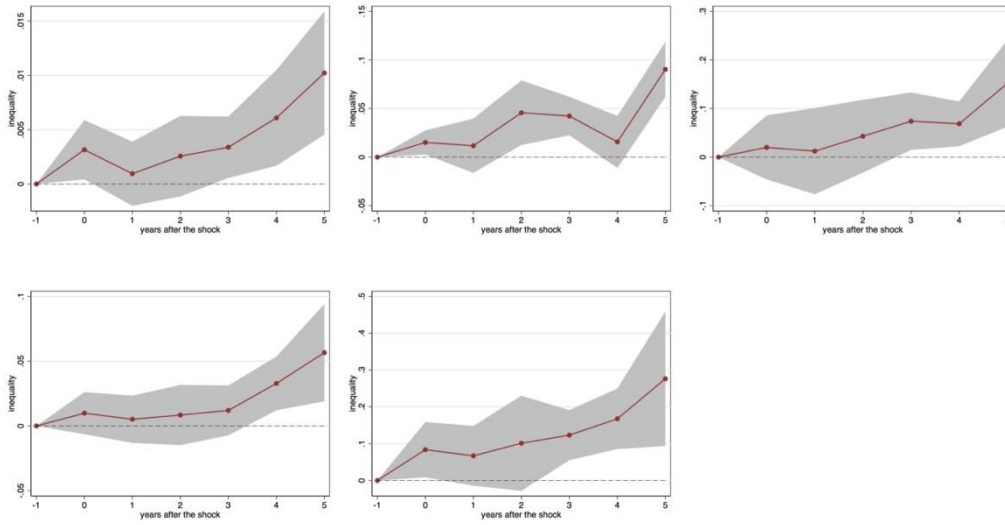 .015
.01
.005
0
inequality
-1 0 1 2 3 4 5
years after the shock
.15
.1
.05
0
-.05
inequality
-1 0 1 2 3 4 5
years after the shock
.3
.2
.1
0
-.1
inequality
-1 0 1 2 3 4
years after the shock
.1
.05
0
-.05
inequality
-1 0 1 2 3 4 5
years after the shock
.5
.4
.3
.2
.1
0
inequality
-1 0 1 2 3 4 5
years after the shock